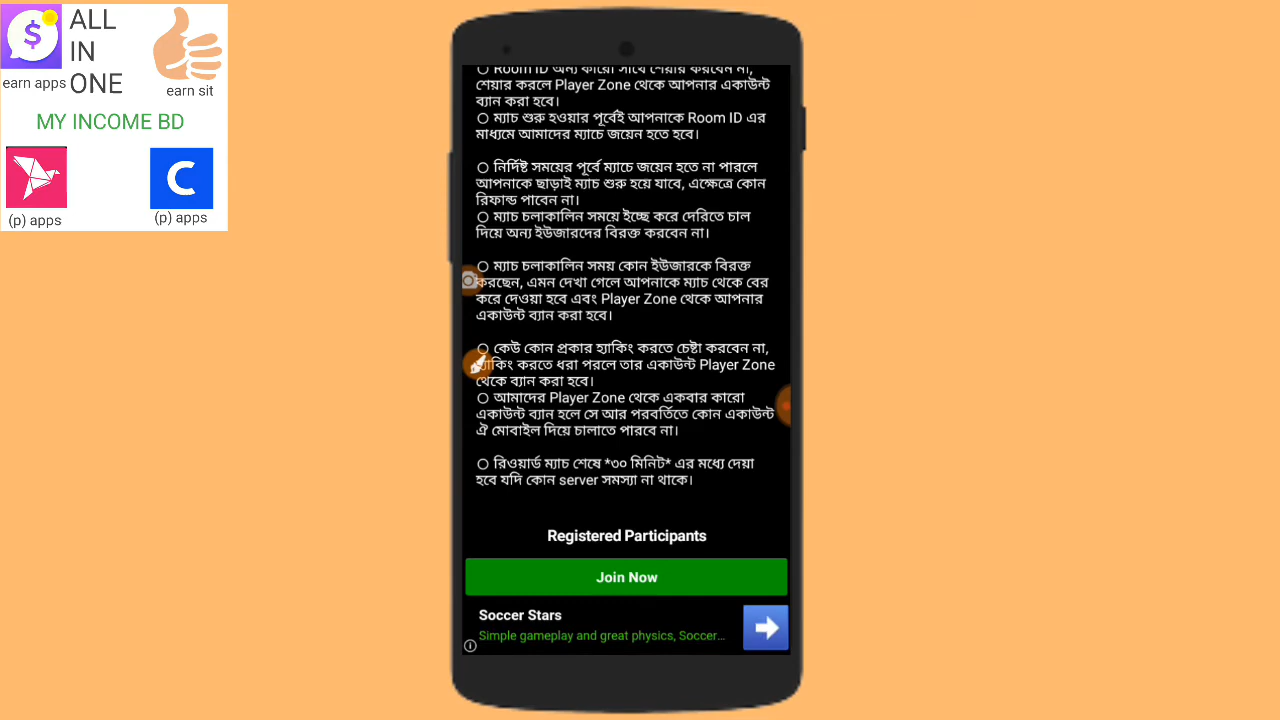 ALL
IN
ONE
earn apps
earn sit
MY INCOME BD
(p) apps
(p) apps
○ Room ID অন্য কারো সাথে শেয়ার করবেন না,
শেয়ার করলে Player Zone থেকে আপনার একাউন্ট
ব্যান করা হবে।
○ ম্যাচ শুরু হওয়ার পূর্বেই আপনাকে Room ID এর
মাধ্যমে আমাদের ম্যাচে জয়েন হতে হবে।
○ নির্দিষ্ট সময়ের পূর্বে ম্যাচে জয়েন হতে না পারলে
আপনাকে ছাড়াই ম্যাচ শুরু হয়ে যাবে, এক্ষেত্রে কোন
রিফান্ড পাবেন না।
○ ম্যাচ চলাকালিন সময়ে ইচ্ছে করে দেরিতে চাল
দিয়ে অন্য ইউজারদের বিরক্ত করবেন না।
○ ম্যাচ চলাকালিন সময় কোন ইউজারকে বিরক্ত
করছেন, এমন দেখা গেলে আপনাকে ম্যাচ থেকে বের
করে দেওয়া হবে এবং Player Zone থেকে আপনার
একাউন্ট ব্যান করা হবে।
○ কেউ কোন প্রকার হ্যাকিং করতে চেষ্টা করবেন না,
হ্যাকিং করতে ধরা পরলে তার একাউন্ট Player Zone
থেকে ব্যান করা হবে।
○ আমাদের Player Zone থেকে একবার কারো
একাউন্ট ব্যান হলে সে আর পরবর্তিতে কোন একাউন্ট
ঐ মোবাইল দিয়ে চালাতে পারবে না।
○ রিওয়ার্ড ম্যাচ শেষে *৩০ মিনিট* এর মধ্যে দেয়া
হবে যদি কোন server সমস্যা না থাকে।
Registered Participants
Join Now
Soccer Stars
Simple gameplay and great physics, Soccer...